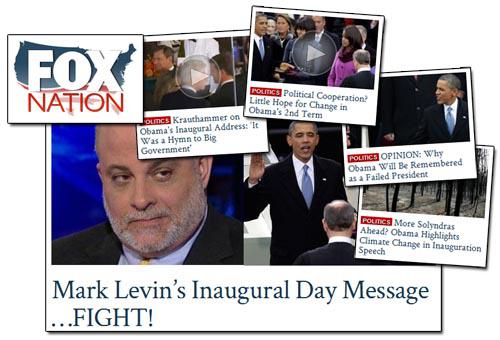 FOX
NATION
POLITICS Krauthammer on
Obama's Inaugural Address: 'It
Was a Hymn to Big
Government'
POLITICS Political Cooperation?
Little Hope for Change in
Obama's 2nd Term
POLITICS OPINION: Why
Obama Will Be Remembered
as a Failed President
POLITICS More Solyndras
Ahead? Obama Highlights
Climate Change in Inauguration
Speech
Mark Levin's Inaugural Day Message
...FIGHT!